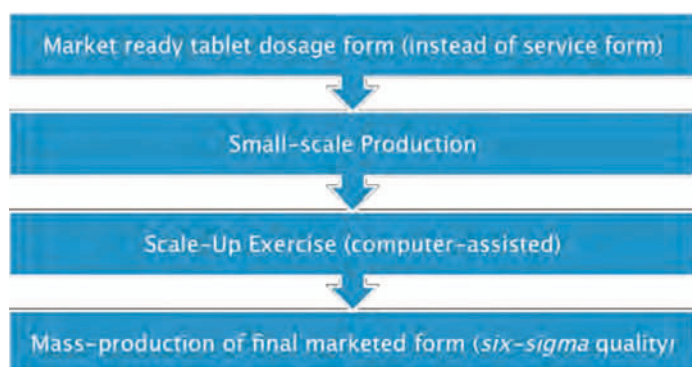 Market ready tablet dosage form (instead of service form)
Small-scale Production
Scale-Up Exercise (computer-assisted)
Mass-production of final marketed form (six-sigma quality)